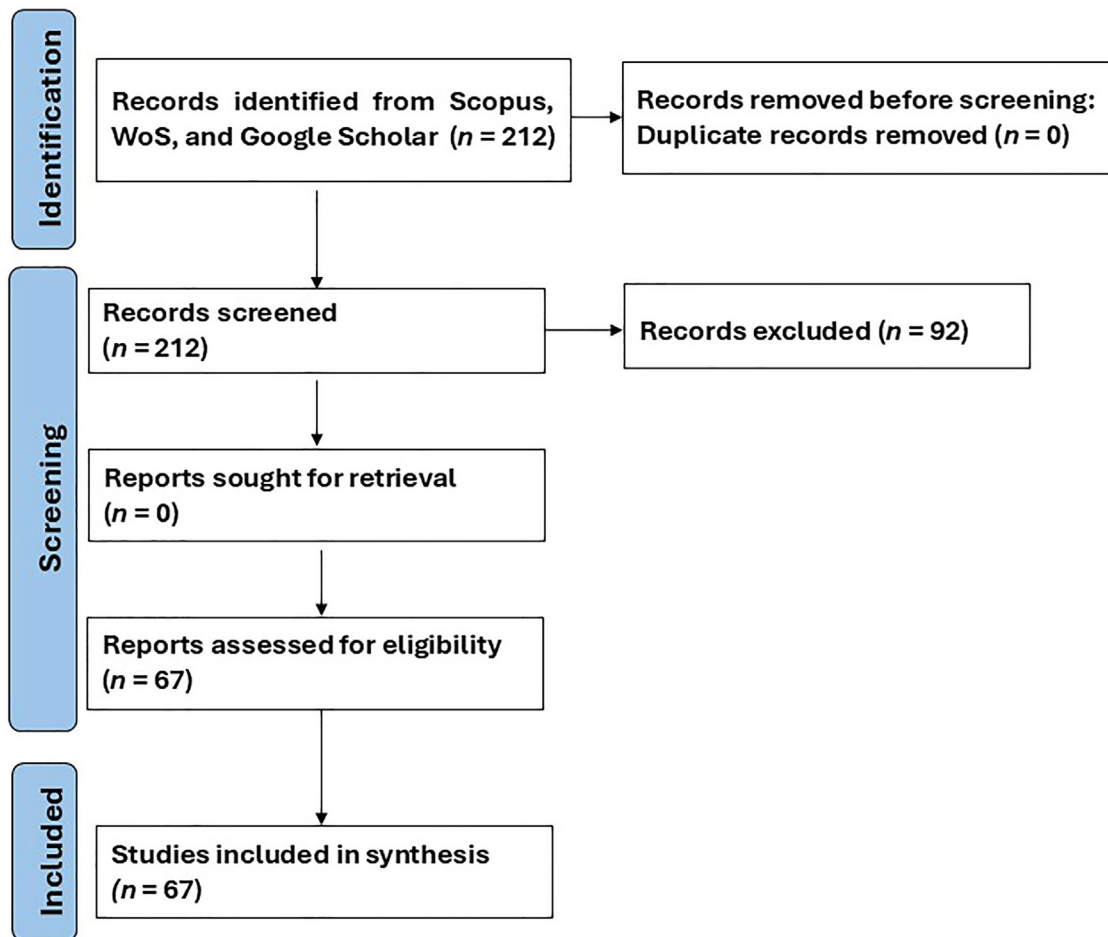 Identification
Records identified from Scopus,
WoS, and Google Scholar (n = 212)
Records removed before screening:
Duplicate records removed (n = 0)
Screening
Records screened
(n = 212)
Records excluded (n = 92)
Reports sought for retrieval
(n = 0)
Reports assessed for eligibility
(n = 67)
Included
Studies included in synthesis
(n = 67)